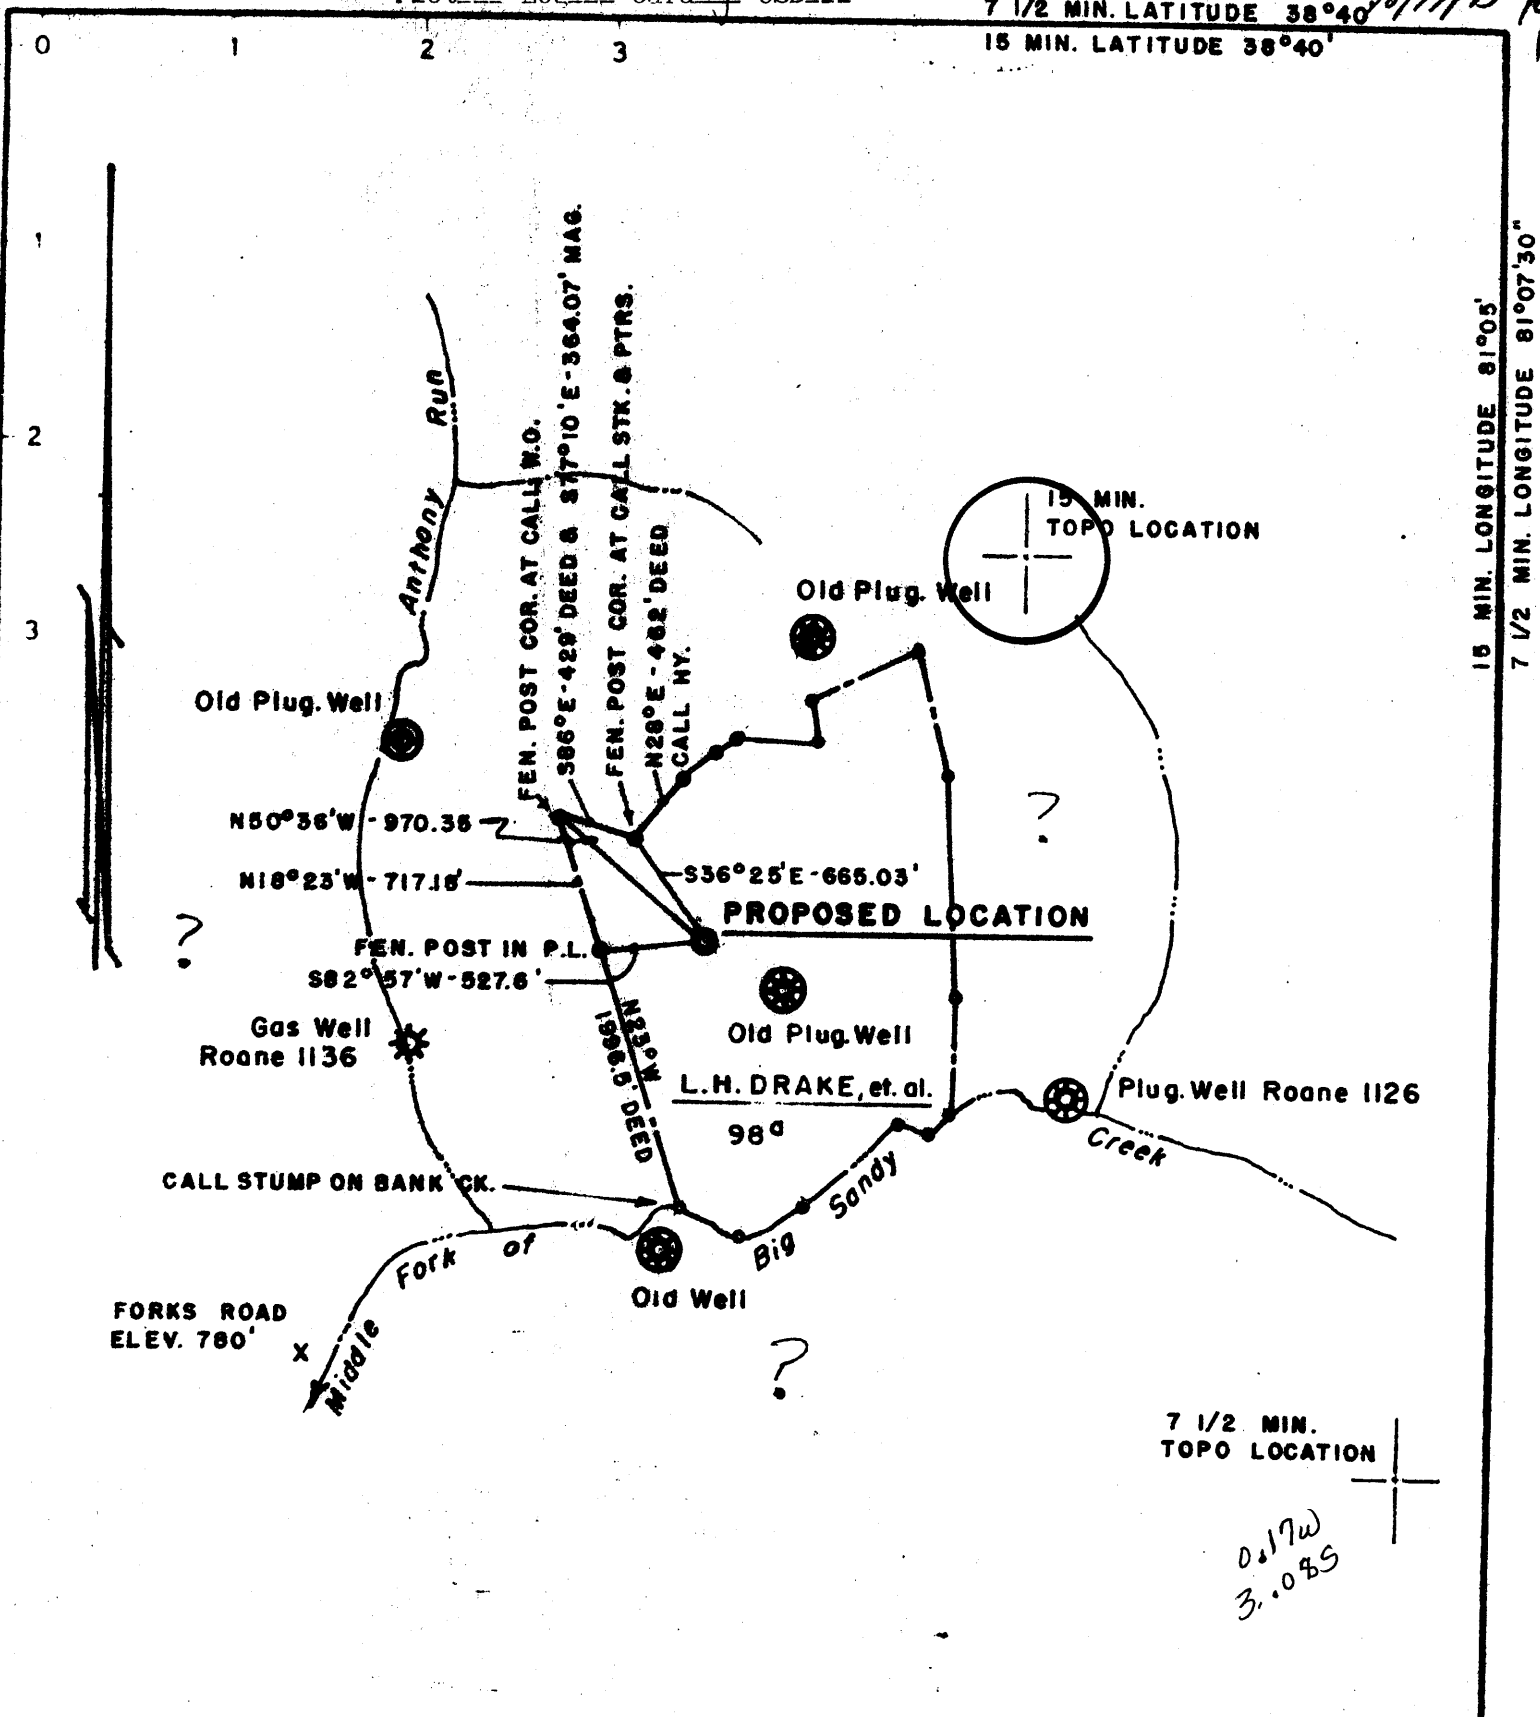 7 1/2 MIN. LATITUDE 38°40'
15 MIN. LATITUDE 38°40'
0 1 2 3
1
2
3
15 MIN. LONGITUDE 81°05'
7 1/2 MIN. LONGITUDE 81°07'30"
Anthony Run
FEN. POST COR. AT CALL W.O.
S86°E-429' DEED & S77°10'E-364.07' MAG.
FEN. POST COR. AT CALL STK. & PTRS.
N28°E-462' DEED
CALL HY.
15 MIN.
TOPO LOCATION
Old Plug. Well
Old Plug. Well
N50°36'W-970.35
N18°23'W-717.15'
S36°25'E-665.03'
PROPOSED LOCATION
?
?
FEN. POST IN P.L.
S82°57'W-527.6'
Gas Well
Roane 1136
Old Plug. Well
N25°W
1996.5' DEED
L.H. DRAKE, et. al.
98a
Plug. Well Roane 1126
CALL STUMP ON BANK CK.
Middle Fork of Big Sandy Creek
Old Well
FORKS ROAD
ELEV. 780'
X
?
7 1/2 MIN.
TOPO LOCATION
0.17W
3.08S